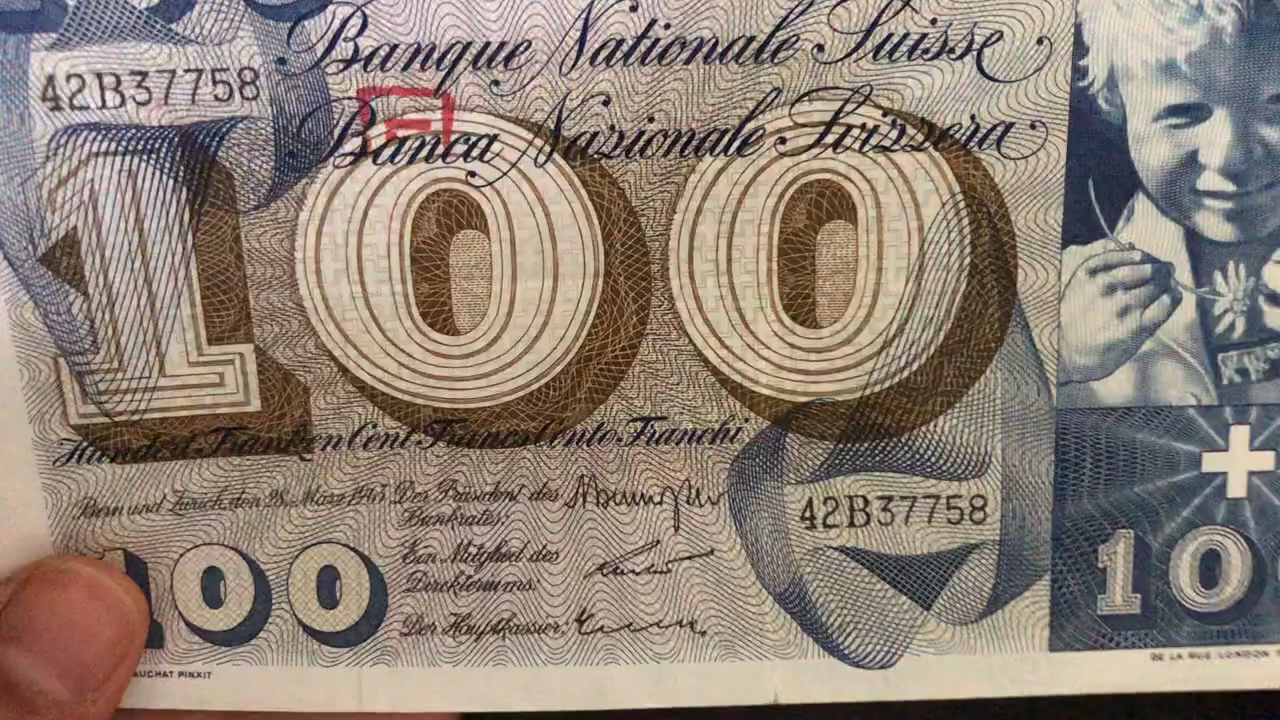 Banque Nationale Suisse
42B37758
Banca Nazionale Svizzera
100
Hundert Franken Cent Francs Cento Franchi
Bern und Zürich, den 28. März 1963 Der Präsident des
Bankrates:
42B37758
Ein Mitglied des
Direktoriums:
100
10
Der Hauptkassier:
AUCHAT PINXIT
DE LA RUE LONDON